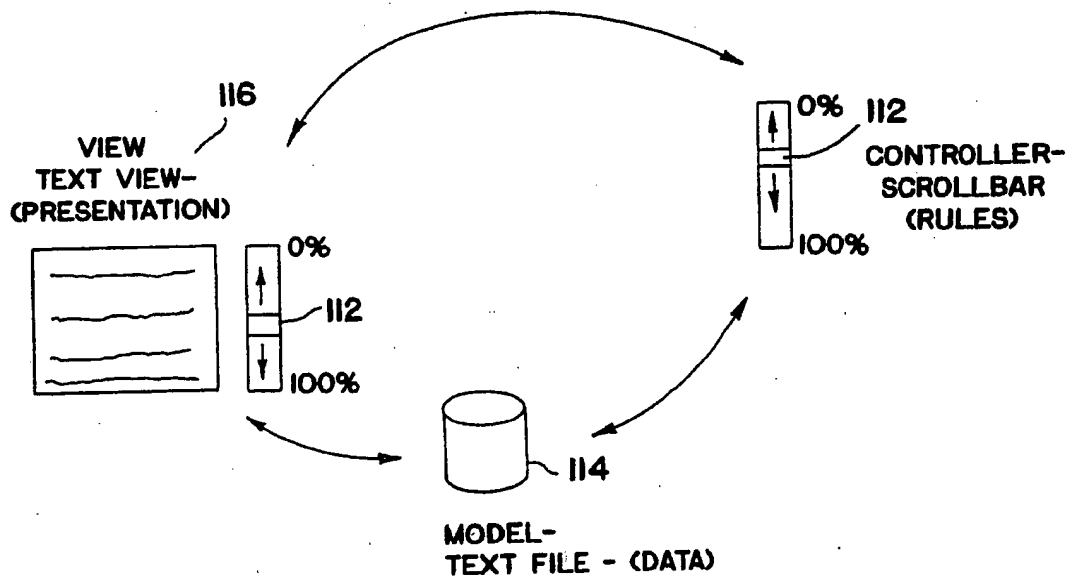 116
VIEW
TEXT VIEW-
(PRESENTATION)
0%
112
100%
0%
112
CONTROLLER-
SCROLLBAR
(RULES)
100%
114
MODEL-
TEXT FILE - (DATA)